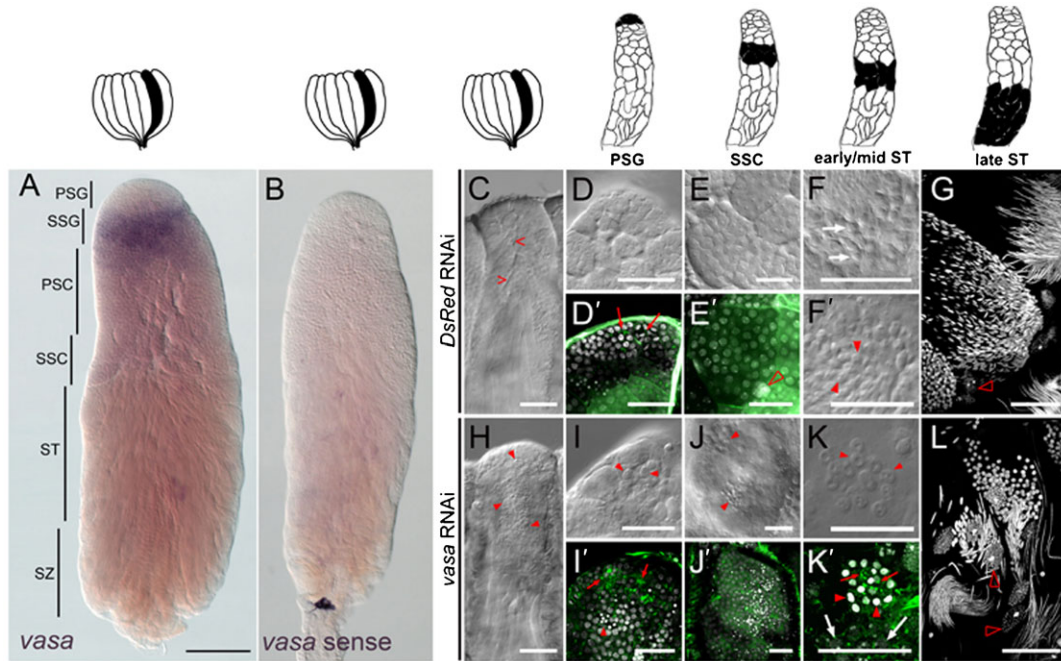 PSG
SSC
early/mid ST
late ST
A
PSG
SSG
PSC
SSC
ST
SZ
vasa
B
vasa sense
DsRed RNAi
C
D
E
F
G
D′
E′
F′
vasa RNAi
H
I
J
K
L
I′
J′
K′